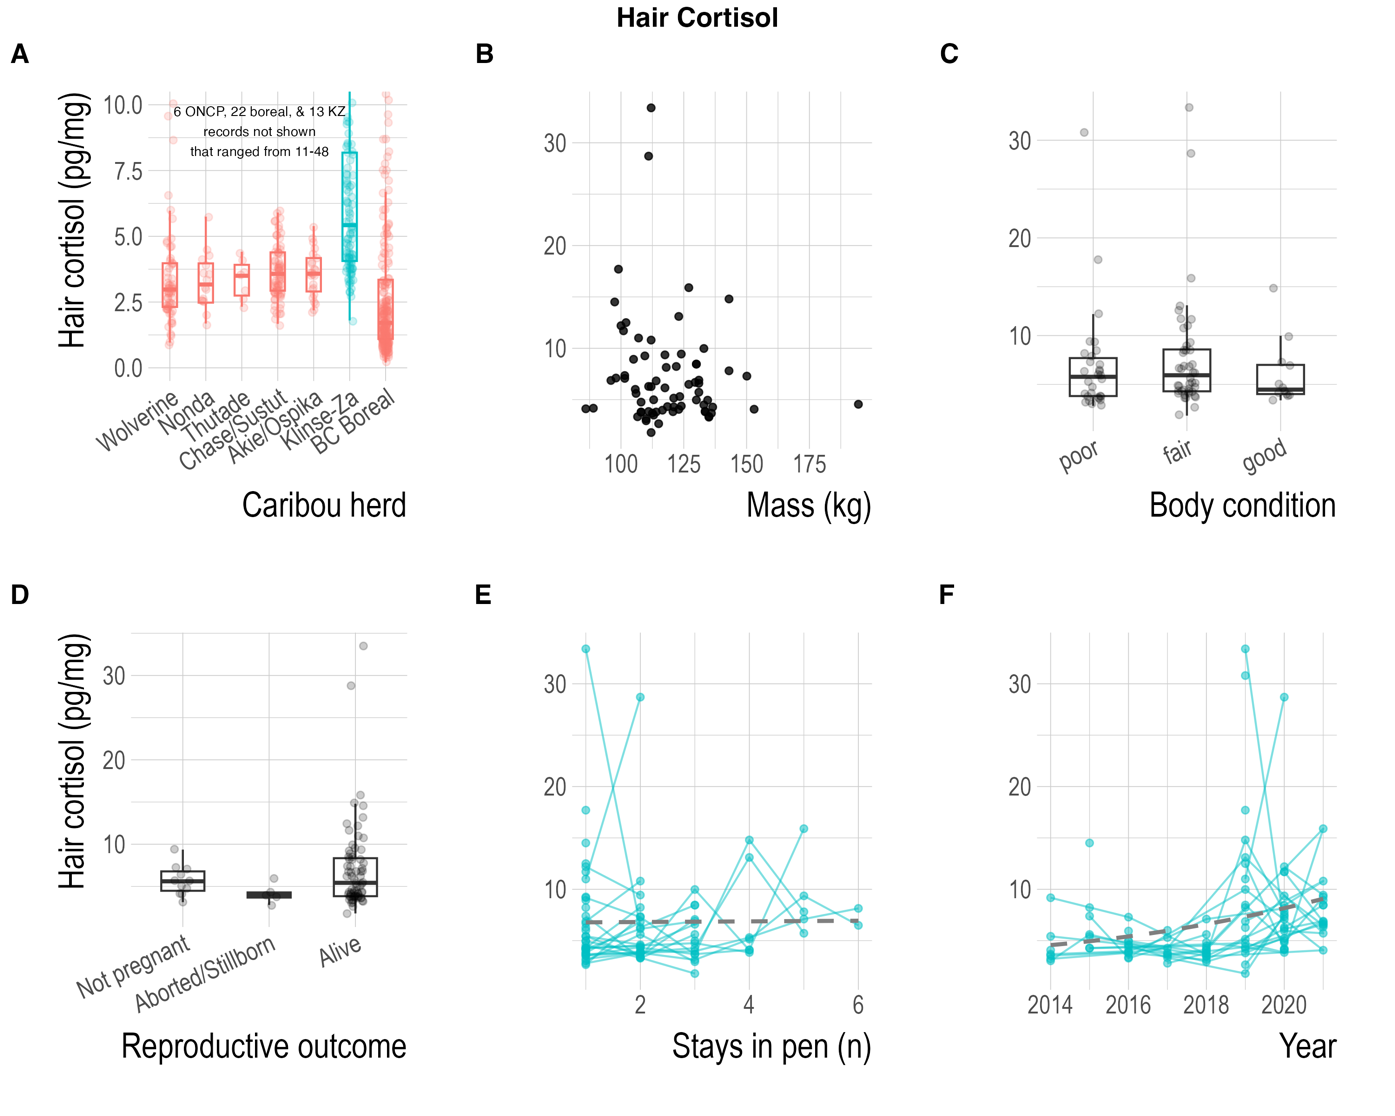 Hair Cortisol
A
Hair cortisol (pg/mg)
10.0
7.5
5.0
2.5
0.0
6 ONCP, 22 boreal, & 13 KZ
records not shown
that ranged from 11-48
Wolverine
Nonda
Thutade
Chase/Sustut
Akie/Ospika
Klinse-Za
BC Boreal
Caribou herd
B
30
20
10
100 125 150 175
Mass (kg)
C
30
20
10
poor
fair
good
Body condition
D
Hair cortisol (pg/mg)
30
20
10
Not pregnant
Aborted/Stillborn
Alive
Reproductive outcome
E
30
20
10
2 4 6
Stays in pen (n)
F
30
20
10
2014 2016 2018 2020
Year